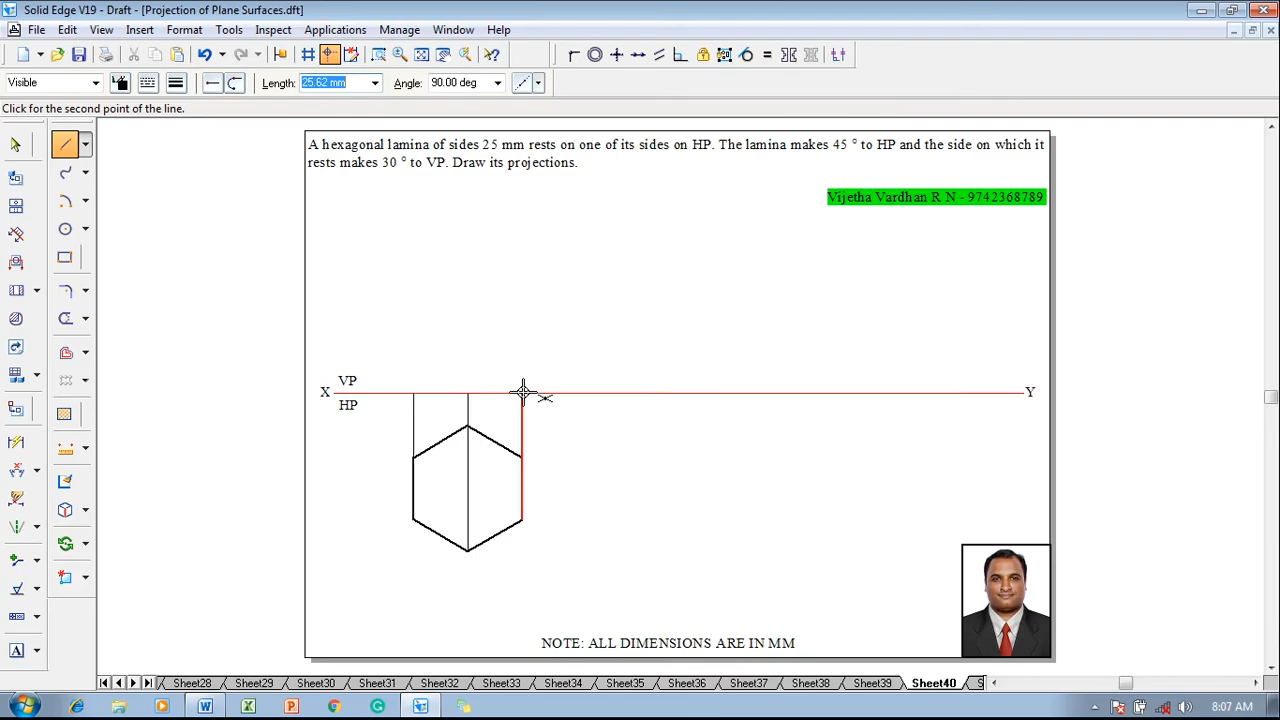 Solid Edge V19 - Draft - [Projection of Plane Surfaces.dft]
File Edit View Insert Format Tools Inspect Applications Manage Window Help
Visible Length: 25.62 mm Angle: 90.00 deg
Click for the second point of the line.
A hexagonal lamina of sides 25 mm rests on one of its sides on HP. The lamina makes 45 ° to HP and the side on which it
rests makes 30 ° to VP. Draw its projections.
Vijetha Vardhan R N - 9742368789
VP
X Y
HP
NOTE: ALL DIMENSIONS ARE IN MM
Sheet28 Sheet29 Sheet30 Sheet31 Sheet32 Sheet33 Sheet34 Sheet35 Sheet36 Sheet37 Sheet38 Sheet39 Sheet40 S
8:07 AM